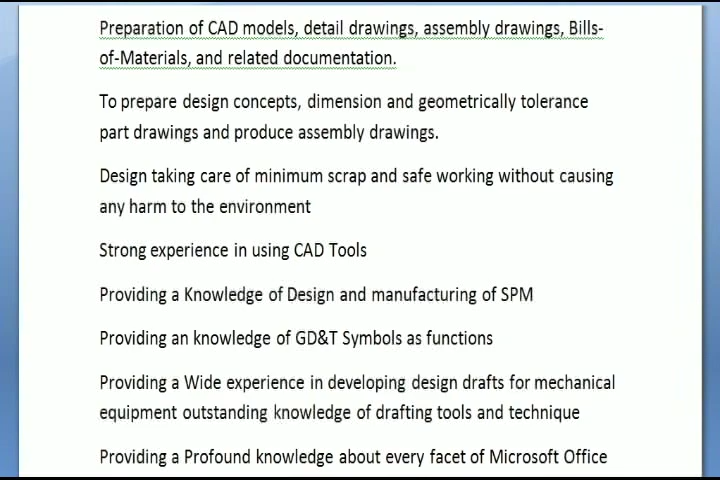 Preparation of CAD models, detail drawings, assembly drawings, Bills-
of-Materials, and related documentation.
To prepare design concepts, dimension and geometrically tolerance
part drawings and produce assembly drawings.
Design taking care of minimum scrap and safe working without causing
any harm to the environment
Strong experience in using CAD Tools
Providing a Knowledge of Design and manufacturing of SPM
Providing an knowledge of GD&T Symbols as functions
Providing a Wide experience in developing design drafts for mechanical
equipment outstanding knowledge of drafting tools and technique
Providing a Profound knowledge about every facet of Microsoft Office